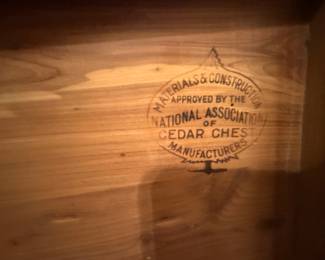 MATERIALS & CONSTRUCTION
APPROVED BY THE
NATIONAL ASSOCIATION
OF
CEDAR CHEST
MANUFACTURERS